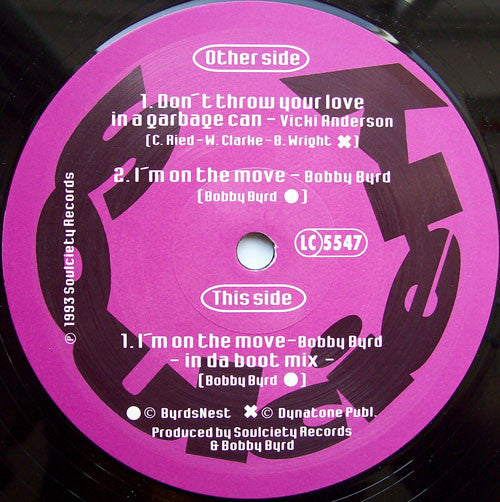 Other side
1. Don´t throw your love
in a garbage can - Vicki Anderson
[C. Ried - W. Clarke - B. Wright ✖]
2. I´m on the move - Bobby Byrd
[Bobby Byrd ●]
LC 5547
This side
1. I´m on the move - Bobby Byrd
- in da boot mix -
[Bobby Byrd ●]
● © ByrdsNest ✖ © Dynatone Publ.
Produced by Soulciety Records
& Bobby Byrd
℗ 1993 Soulciety Records